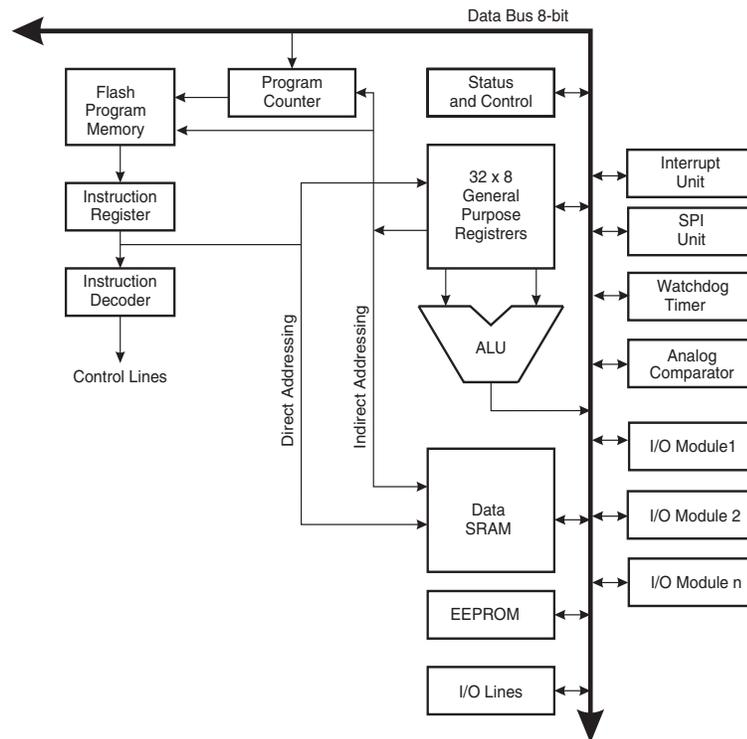 Data Bus 8-bit
Flash
Program
Memory
Program
Counter
Status
and Control
32 x 8
General
Purpose
Registrers
Interrupt
Unit
Instruction
Register
SPI
Unit
Instruction
Decoder
Watchdog
Timer
ALU
Control Lines
Analog
Comparator
Direct Addressing
Indirect Addressing
I/O Module1
Data
SRAM
I/O Module 2
I/O Module n
EEPROM
I/O Lines